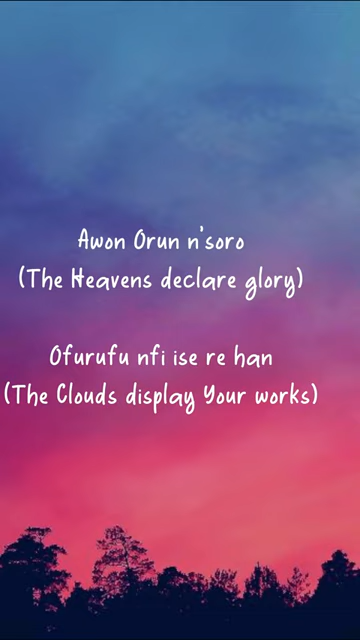 Awon Orun n'soro
(The Heavens declare glory)
Ofurufu nfi ise re han
(The Clouds display Your works)